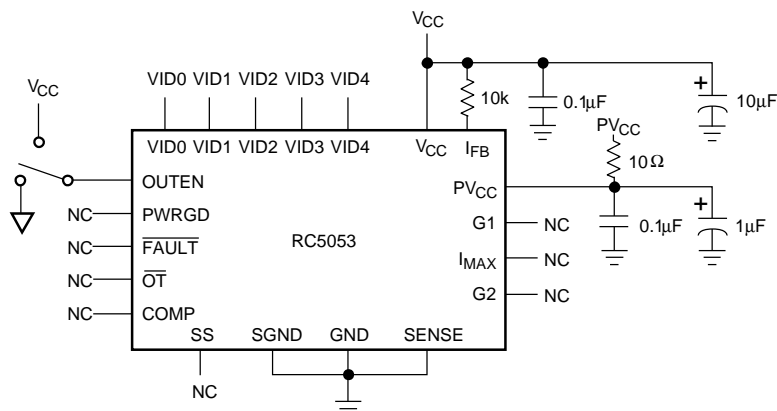 VCC
VCC
VID0 VID1 VID2 VID3 VID4
10k
0.1µF
+
10µF
VID0 VID1 VID2 VID3 VID4 VCC IFB
PVCC
10Ω
OUTEN
PVCC
NC
PWRGD
G1
NC
0.1µF
+
1µF
NC
FAULT
RC5053
IMAX
NC
NC
OT
G2
NC
NC
COMP
SS SGND GND SENSE
NC